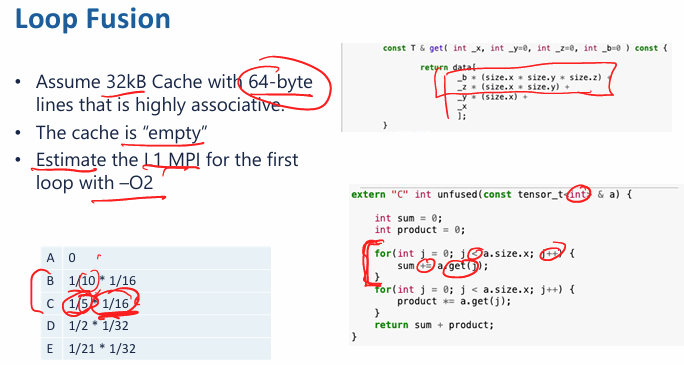 Loop Fusion
• Assume 32kB Cache with 64-byte
lines that is highly associative.
• The cache is “empty”
• Estimate the L1 MPI for the first
loop with –O2
A 0
B 1/10 * 1/16
C 1/5 * 1/16
D 1/2 * 1/32
E 1/21 * 1/32
const T & get( int _x, int _y=0, int _z=0, int _b=0 ) const {
return data[
_b * (size.x * size.y * size.z) +
_z * (size.x * size.y) +
_y * (size.x) +
_x
];
}
extern "C" int unfused(const tensor_t<int> & a) {
int sum = 0;
int product = 0;
for(int j = 0; j < a.size.x; j++) {
sum += a.get(j);
}
for(int j = 0; j < a.size.x; j++) {
product *= a.get(j);
}
return sum + product;
}